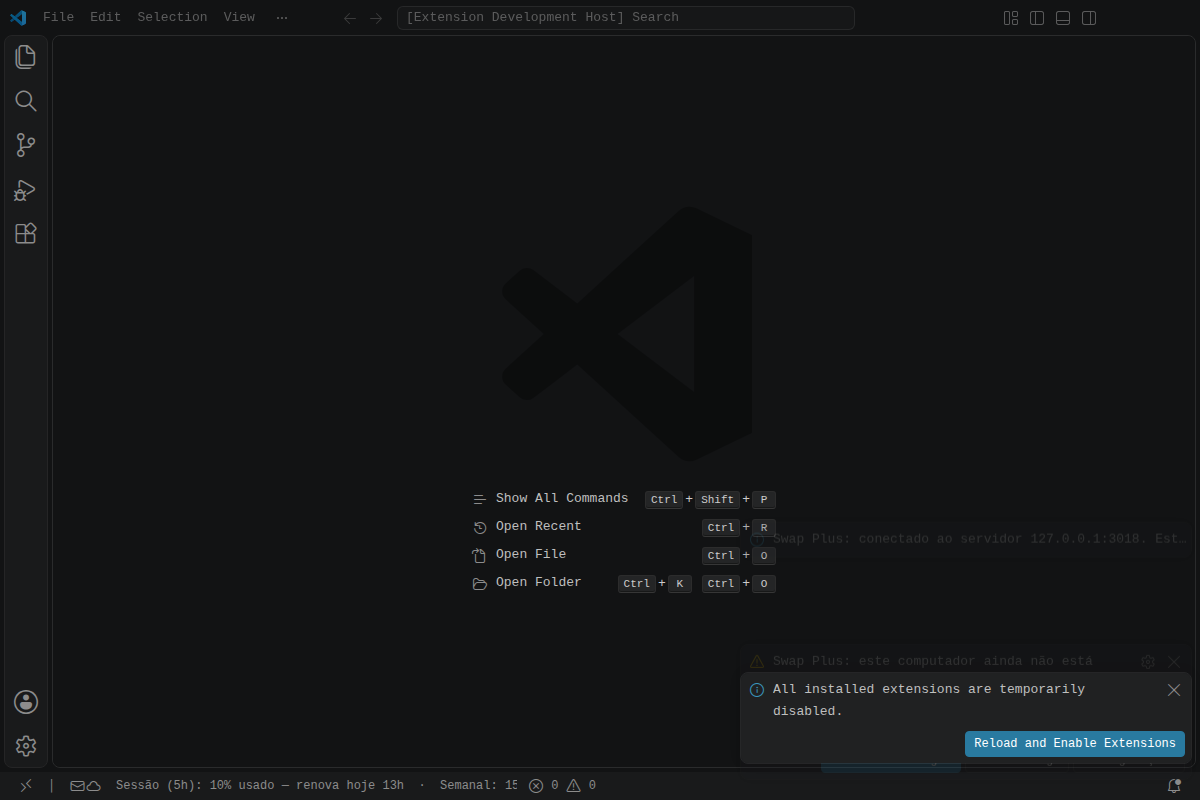 File Edit Selection View ···
[Extension Development Host] Search
Show All Commands Ctrl + Shift + P
Open Recent Ctrl + R
Swap Plus: conectado ao servidor 127.0.0.1:3018. Est…
Open File Ctrl + O
Open Folder Ctrl + K Ctrl + O
Swap Plus: este computador ainda não está
All installed extensions are temporarily
disabled.
Reload and Enable Extensions
Sessão (5h): 10% usado — renova hoje 13h · Semanal: 15 0 0